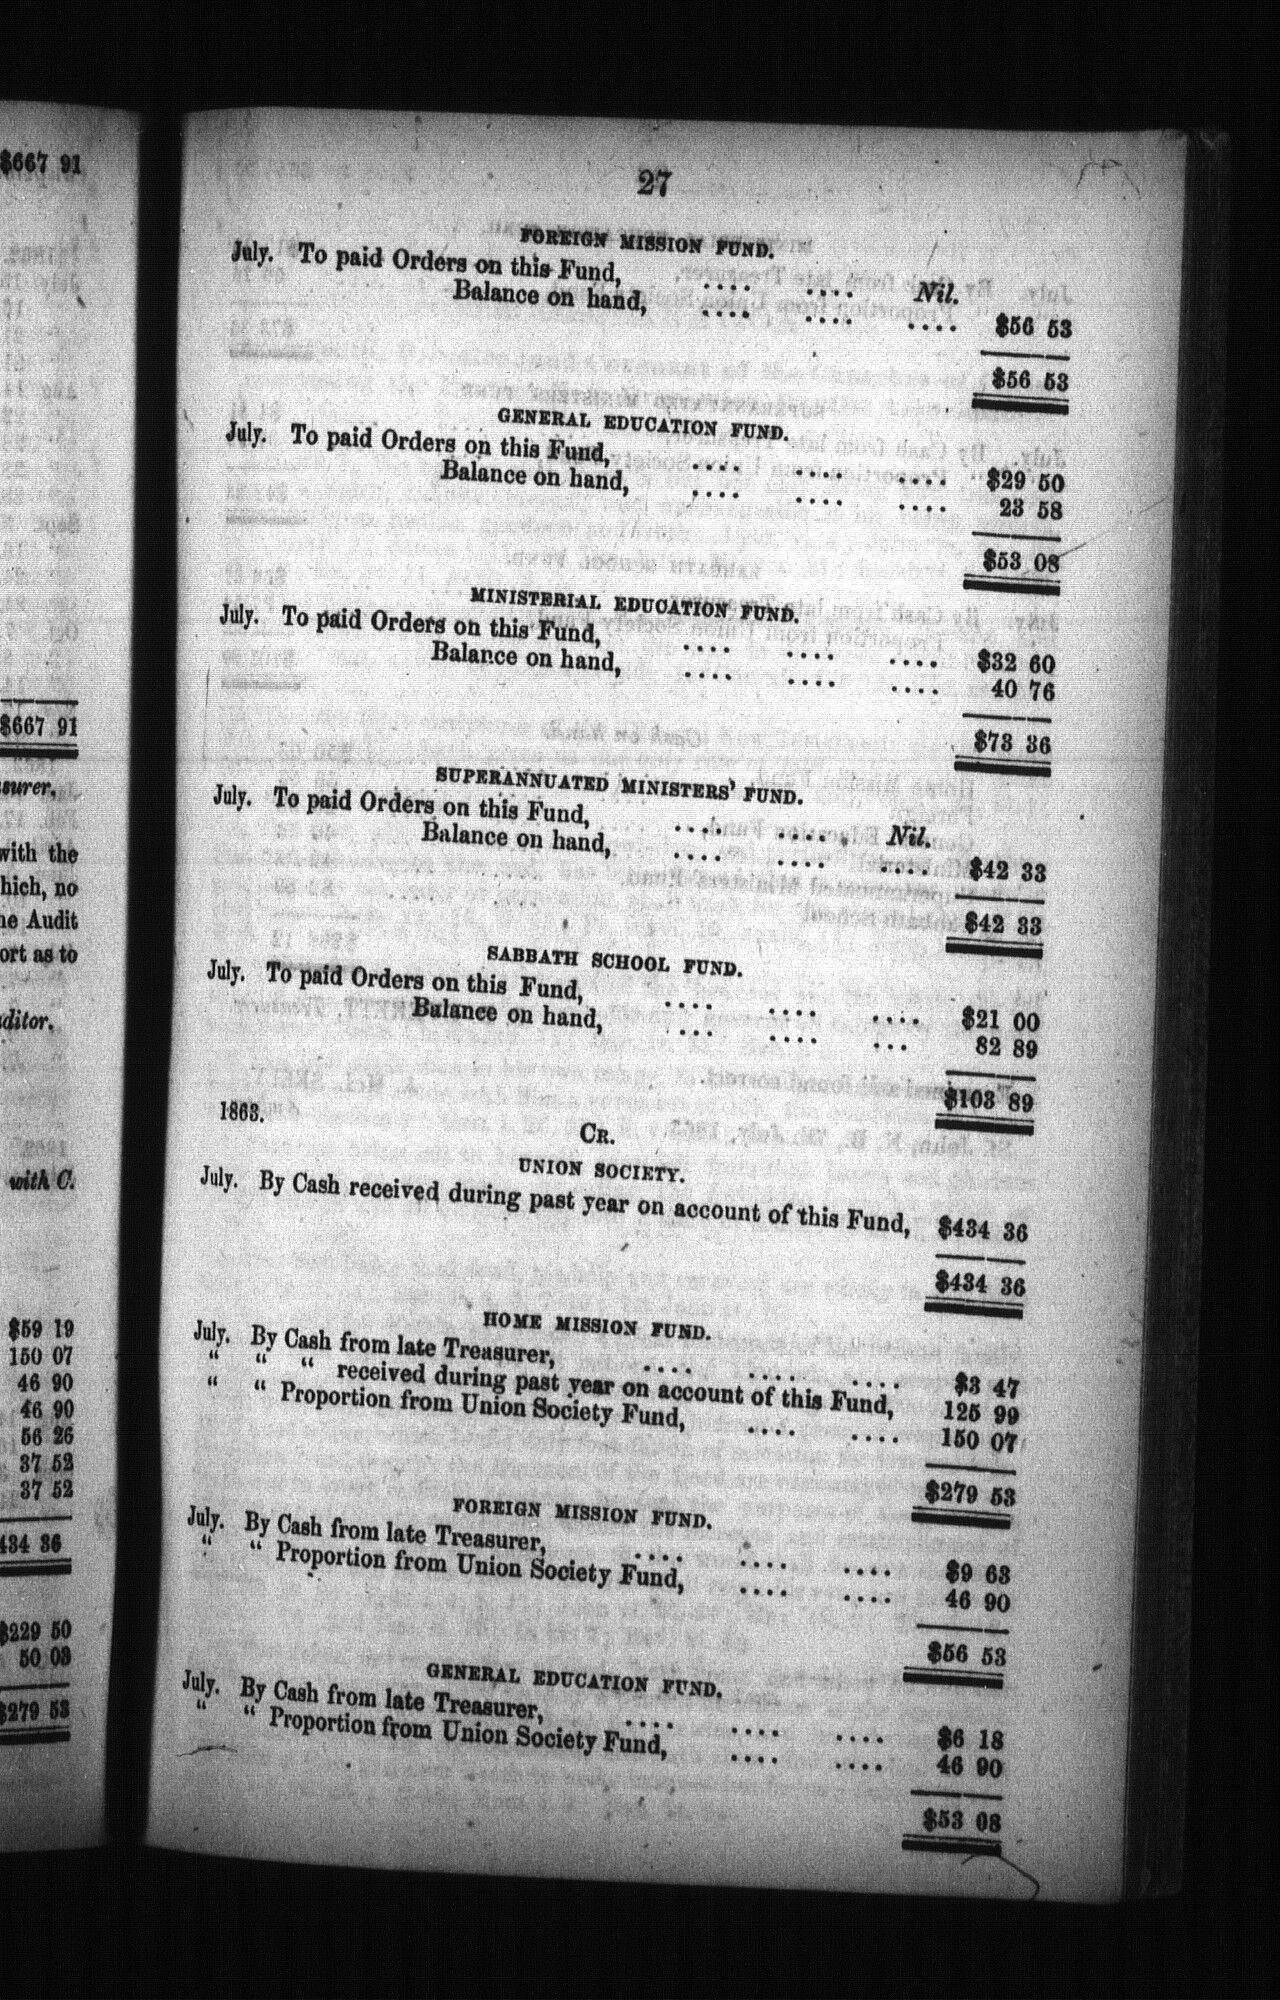 $667 91
$667 91
with the
hich, no
Audit
ort as to
with C.
$59 19
150 07
46 90
46 90
56 26
37 52
37 52
434 36
$229 50
50 03
$279 53
27
FOREIGN MISSION FUND.
July. To paid Orders on this Fund, .... .... Nil.
Balance on hand, .... .... .... $56 53
$56 53
GENERAL EDUCATION FUND.
July. To paid Orders on this Fund, .... .... .... $29 50
Balance on hand, .... .... .... 23 58
$53 08
MINISTERIAL EDUCATION FUND.
July. To paid Orders on this Fund, .... .... .... $32 60
Balance on hand, .... .... .... 40 76
$73 36
SUPERANNUATED MINISTERS' FUND.
July. To paid Orders on this Fund, .... .... Nil.
Balance on hand, .... .... .... $42 33
$42 33
SABBATH SCHOOL FUND.
July. To paid Orders on this Fund, .... .... .... $21 00
Balance on hand, .... .... ... 82 89
$103 89
1863.
CR.
UNION SOCIETY.
July. By Cash received during past year on account of this Fund, $434 36
$434 36
HOME MISSION FUND.
July. By Cash from late Treasurer, .... .... .... $3 47
“ “ “ received during past year on account of this Fund, 125 99
“ “ Proportion from Union Society Fund, .... .... 150 07
$279 53
FOREIGN MISSION FUND.
July. By Cash from late Treasurer, .... .... .... $9 63
“ “ Proportion from Union Society Fund, .... .... 46 90
$56 53
GENERAL EDUCATION FUND.
July. By Cash from late Treasurer, .... .... .... $6 18
“ “ Proportion from Union Society Fund, .... .... 46 90
$53 08